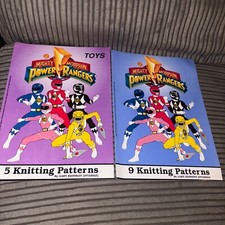 TOYS
MIGHTY MORPHIN
POWER RANGERS
5 Knitting Patterns
MIGHTY MORPHIN
POWER RANGERS
9 Knitting Patterns